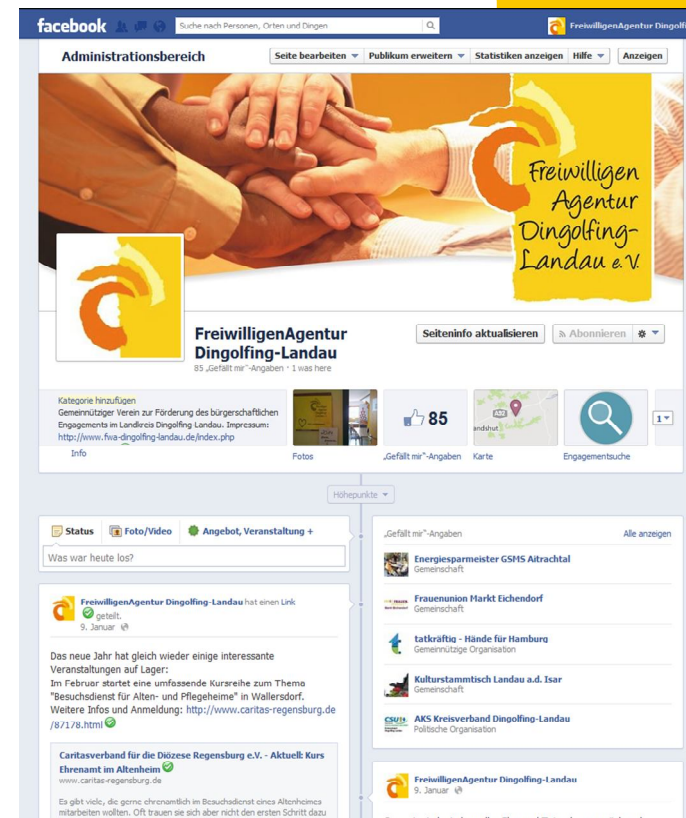 facebook
Suche nach Personen, Orten und Dingen
FreiwilligenAgentur Dingolfi
Administrationsbereich
Seite bearbeiten
Publikum erweitern
Statistiken anzeigen
Hilfe
Anzeigen
Freiwilligen
Agentur
Dingolfing-
Landau e.V.
FreiwilligenAgentur
Dingolfing-Landau
85 „Gefällt mir"-Angaben · 1 was here
Seiteninfo aktualisieren
Abonnieren
Kategorie hinzufügen
Gemeinnütziger Verein zur Förderung des bürgerschaftlichen
Engagements im Landkreis Dingolfing Landau. Impressum:
http://www.fwa-dingolfing-landau.de/index.php
Info
Fotos
85
„Gefällt mir"-Angaben
A92
andshut
Karte
Engagementsuche
1
Höhepunkte
Status
Foto/Video
Angebot, Veranstaltung +
Was war heute los?
FreiwilligenAgentur Dingolfing-Landau hat einen Link
geteilt.
9. Januar
Das neue Jahr hat gleich wieder einige interessante
Veranstaltungen auf Lager:
Im Februar startet eine umfassende Kursreihe zum Thema
"Besuchsdienst für Alten- und Pflegeheime" in Wallersdorf.
Weitere Infos und Anmeldung: http://www.caritas-regensburg.de
/87178.html
Caritasverband für die Diözese Regensburg e.V. - Aktuell: Kurs
Ehrenamt im Altenheim
www.caritas-regensburg.de
Es gibt viele, die gerne ehrenamtlich im Besuchsdienst eines Altenheimes
mitarbeiten wollten. Oft trauen sie sich aber nicht den ersten Schritt dazu
„Gefällt mir"-Angaben
Alle anzeigen
Energiesparmeister GSMS Aitrachtal
Gemeinschaft
Frauenunion Markt Eichendorf
Gemeinschaft
tatkräftig - Hände für Hamburg
Gemeinnützige Organisation
Kulturstammtisch Landau a.d. Isar
Gemeinschaft
CSU
AKS Kreisverband Dingolfing-Landau
Politische Organisation
FreiwilligenAgentur Dingolfing-Landau
9. Januar